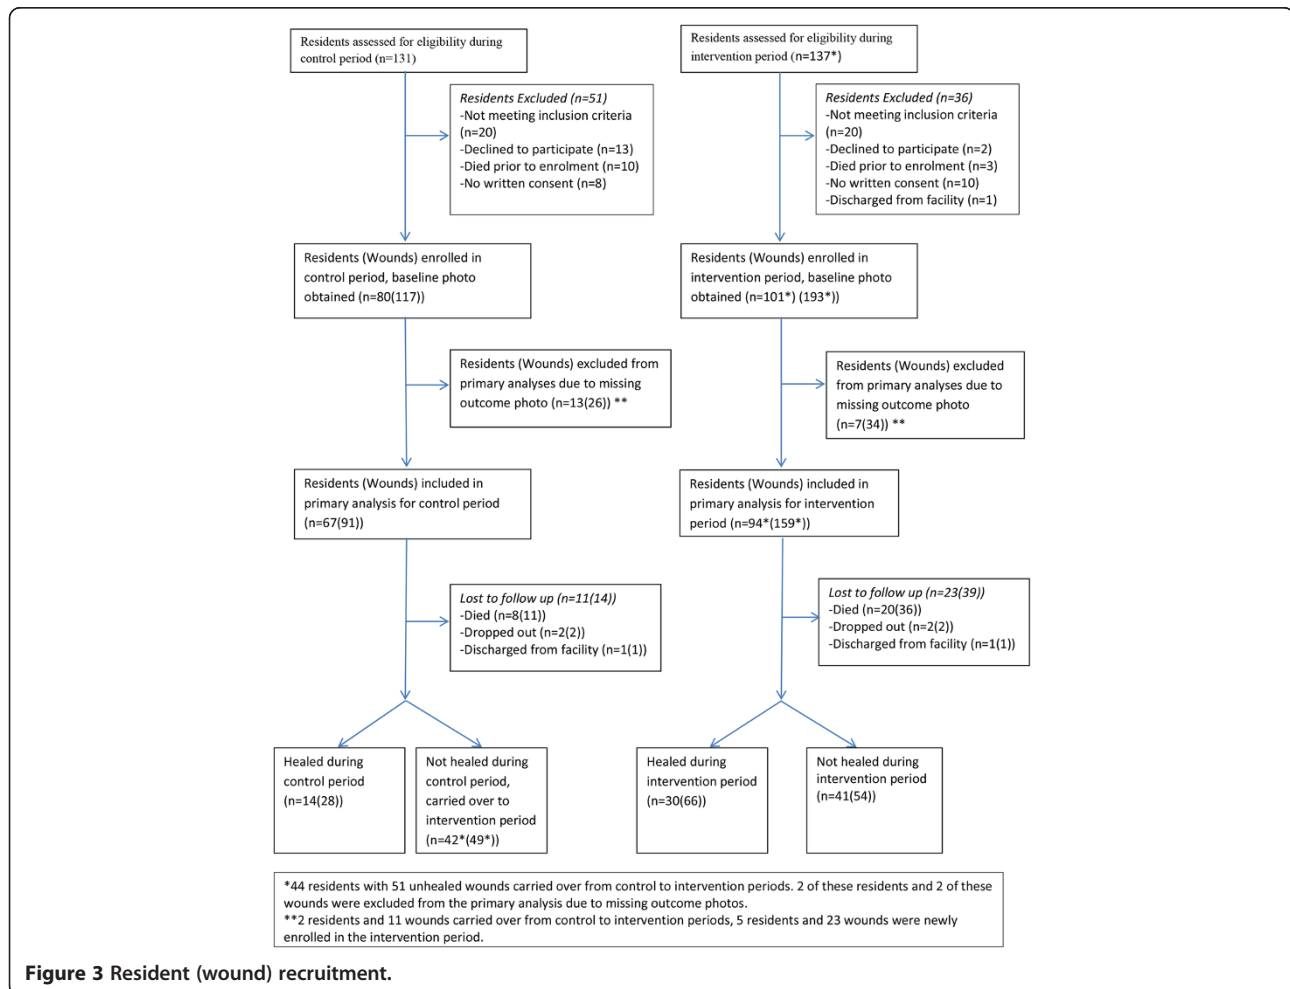 Residents assessed for eligibility during
control period (n=131)
Residents assessed for eligibility during
intervention period (n=137*)
Residents Excluded (n=51)
-Not meeting inclusion criteria
(n=20)
-Declined to participate (n=13)
-Died prior to enrolment (n=10)
-No written consent (n=8)
Residents Excluded (n=36)
-Not meeting inclusion criteria
(n=20)
-Declined to participate (n=2)
-Died prior to enrolment (n=3)
-No written consent (n=10)
-Discharged from facility (n=1)
Residents (Wounds) enrolled in
control period, baseline photo
obtained (n=80(117))
Residents (Wounds) enrolled in
intervention period, baseline photo
obtained (n=101*) (193*))
Residents (Wounds) excluded from
primary analyses due to missing
outcome photo (n=13(26)) **
Residents (Wounds) excluded
from primary analyses due to
missing outcome photo
(n=7(34)) **
Residents (Wounds) included in
primary analysis for control period
(n=67(91))
Residents (Wounds) included in
primary analysis for intervention
period (n=94*(159*))
Lost to follow up (n=11(14))
-Died (n=8(11))
-Dropped out (n=2(2))
-Discharged from facility (n=1(1))
Lost to follow up (n=23(39))
-Died (n=20(36))
-Dropped out (n=2(2))
-Discharged from facility (n=1(1))
Healed during
control period
(n=14(28))
Not healed during
control period,
carried over to
intervention period
(n=42*(49*))
Healed during
intervention period
(n=30(66))
Not healed during
intervention period
(n=41(54))
*44 residents with 51 unhealed wounds carried over from control to intervention periods. 2 of these residents and 2 of these
wounds were excluded from the primary analysis due to missing outcome photos.
**2 residents and 11 wounds carried over from control to intervention periods, 5 residents and 23 wounds were newly
enrolled in the intervention period.
Figure 3 Resident (wound) recruitment.